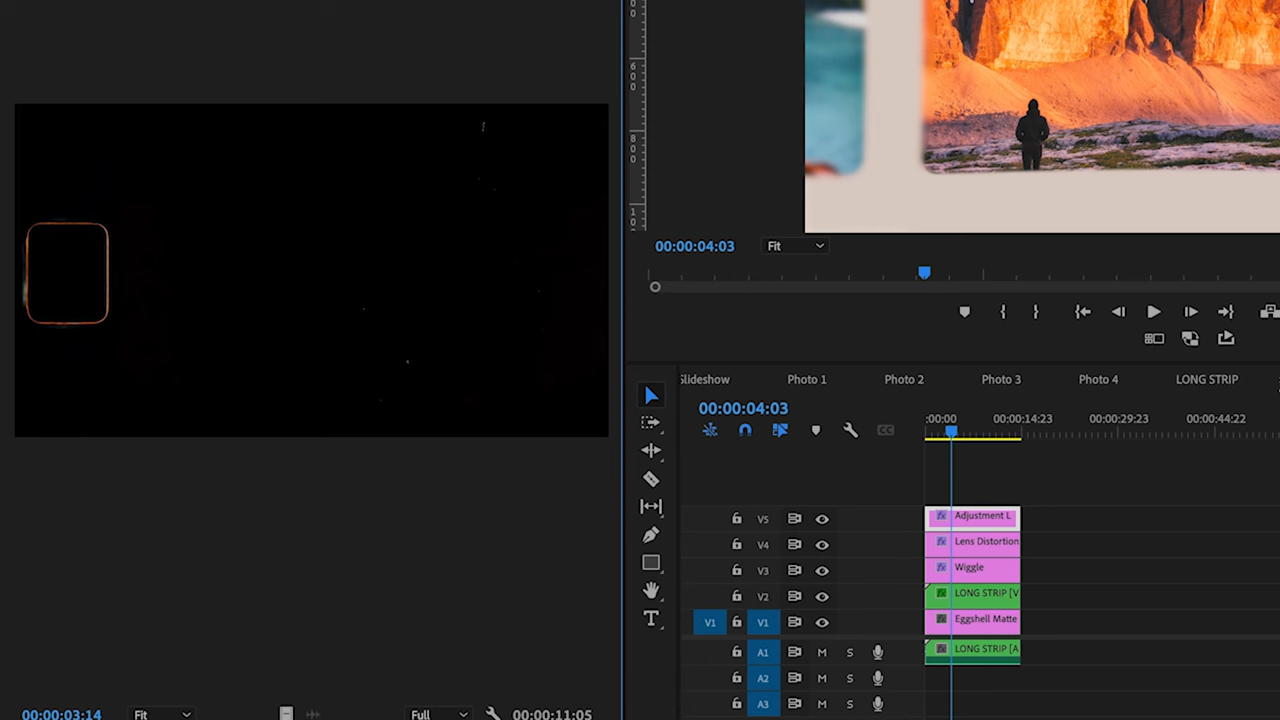 00:00:04:03
Fit
Slideshow
Photo 1
Photo 2
Photo 3
Photo 4
LONG STRIP
00:00:04:03
:00:00
00:00:14:23
00:00:29:23
00:00:44:22
V5
Adjustment L
V4
Lens Distortion
V3
Wiggle
V2
LONG STRIP [V
V1
V1
Eggshell Matte
A1
M
S
LONG STRIP [A
A2
M
S
A3
M
S
T
CC
00:00:03:14
Fit
Full
00:00:11:05